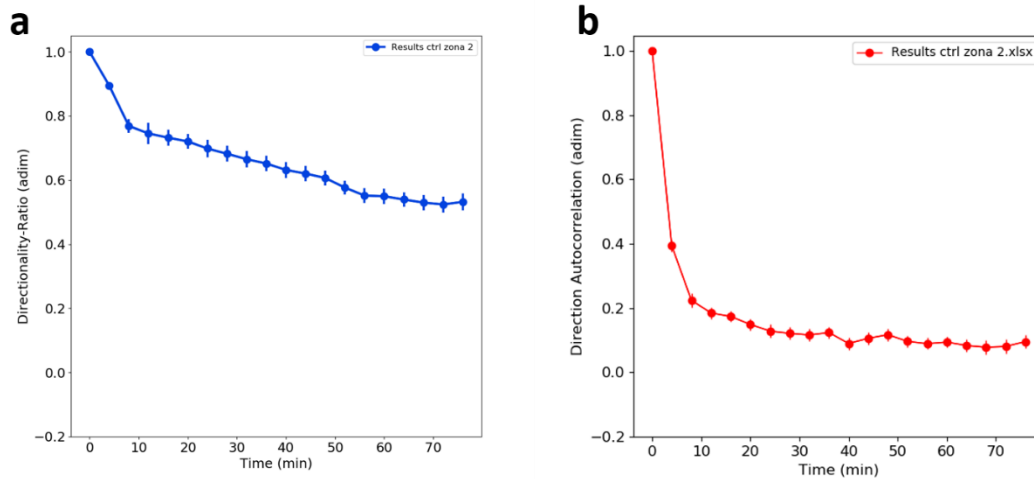 a
Results ctrl zona 2
Directionality-Ratio (adim)
1.0
0.8
0.6
0.4
0.2
0.0
−0.2
0 10 20 30 40 50 60 70
Time (min)
b
Results ctrl zona 2.xlsx
Direction Autocorrelation (adim)
1.0
0.8
0.6
0.4
0.2
0.0
−0.2
0 10 20 30 40 50 60 70
Time (min)